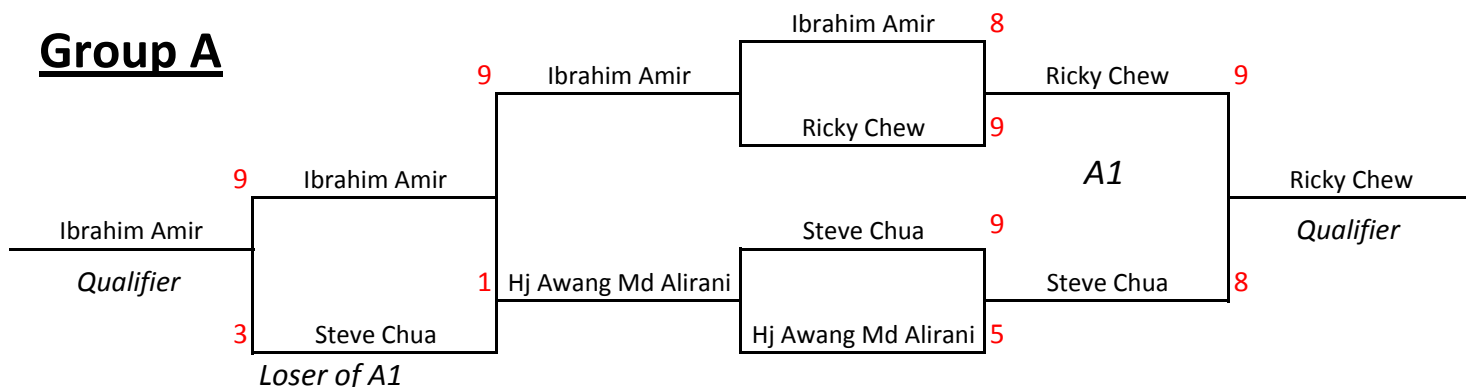 Ibrahim Amir 8
Group A
9 Ibrahim Amir Ricky Chew 9
Ricky Chew 9
A1
9 Ibrahim Amir Ricky Chew
Ibrahim Amir Steve Chua 9 Qualifier
Qualifier 1 Hj Awang Md Alirani Steve Chua 8
3 Steve Chua Hj Awang Md Alirani 5
Loser of A1